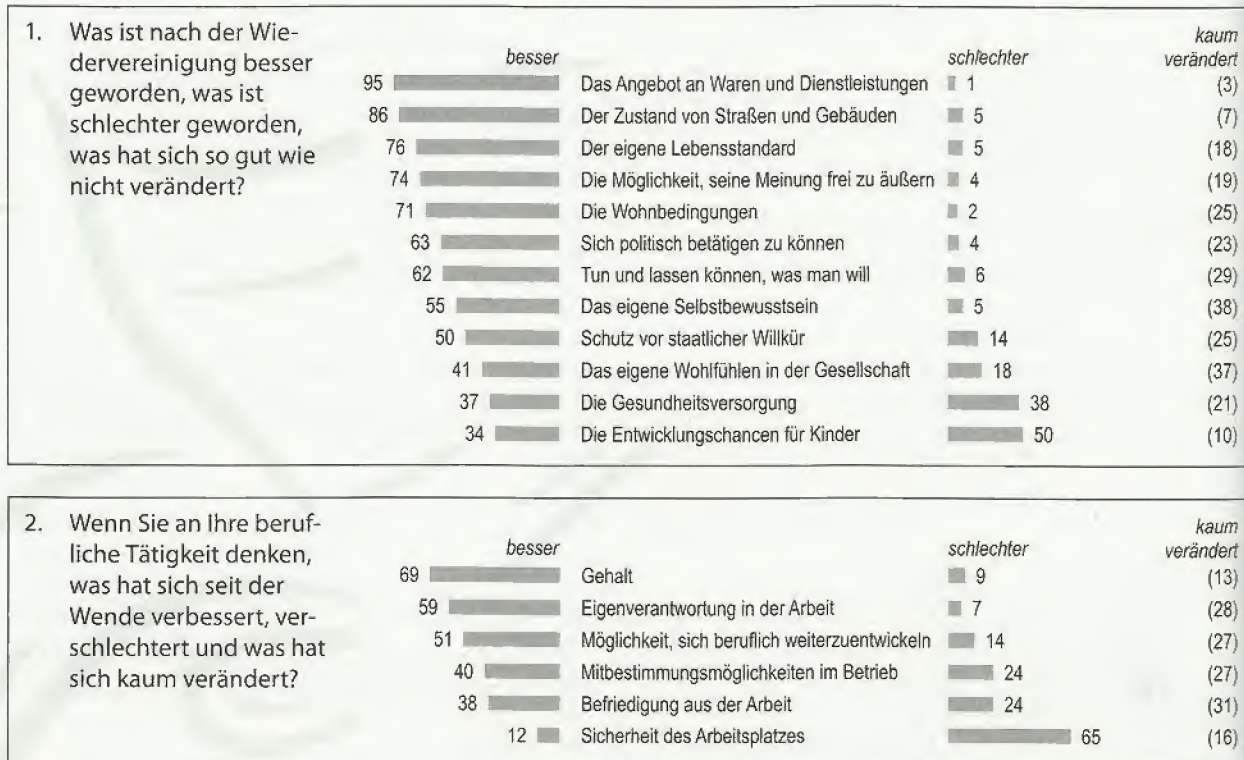 1. Was ist nach der Wie-
dervereinigung besser
geworden, was ist
schlechter geworden,
was hat sich so gut wie
nicht verändert?
besser schlechter kaum
verändert
95 Das Angebot an Waren und Dienstleistungen 1 (3)
86 Der Zustand von Straßen und Gebäuden 5 (7)
76 Der eigene Lebensstandard 5 (18)
74 Die Möglichkeit, seine Meinung frei zu äußern 4 (19)
71 Die Wohnbedingungen 2 (25)
63 Sich politisch betätigen zu können 4 (23)
62 Tun und lassen können, was man will 6 (29)
55 Das eigene Selbstbewusstsein 5 (38)
50 Schutz vor staatlicher Willkür 14 (25)
41 Das eigene Wohlfühlen in der Gesellschaft 18 (37)
37 Die Gesundheitsversorgung 38 (21)
34 Die Entwicklungschancen für Kinder 50 (10)
2. Wenn Sie an Ihre beruf-
liche Tätigkeit denken,
was hat sich seit der
Wende verbessert, ver-
schlechtert und was hat
sich kaum verändert?
besser schlechter kaum
verändert
69 Gehalt 9 (13)
59 Eigenverantwortung in der Arbeit 7 (28)
51 Möglichkeit, sich beruflich weiterzuentwickeln 14 (27)
40 Mitbestimmungsmöglichkeiten im Betrieb 24 (27)
38 Befriedigung aus der Arbeit 24 (31)
12 Sicherheit des Arbeitsplatzes 65 (16)